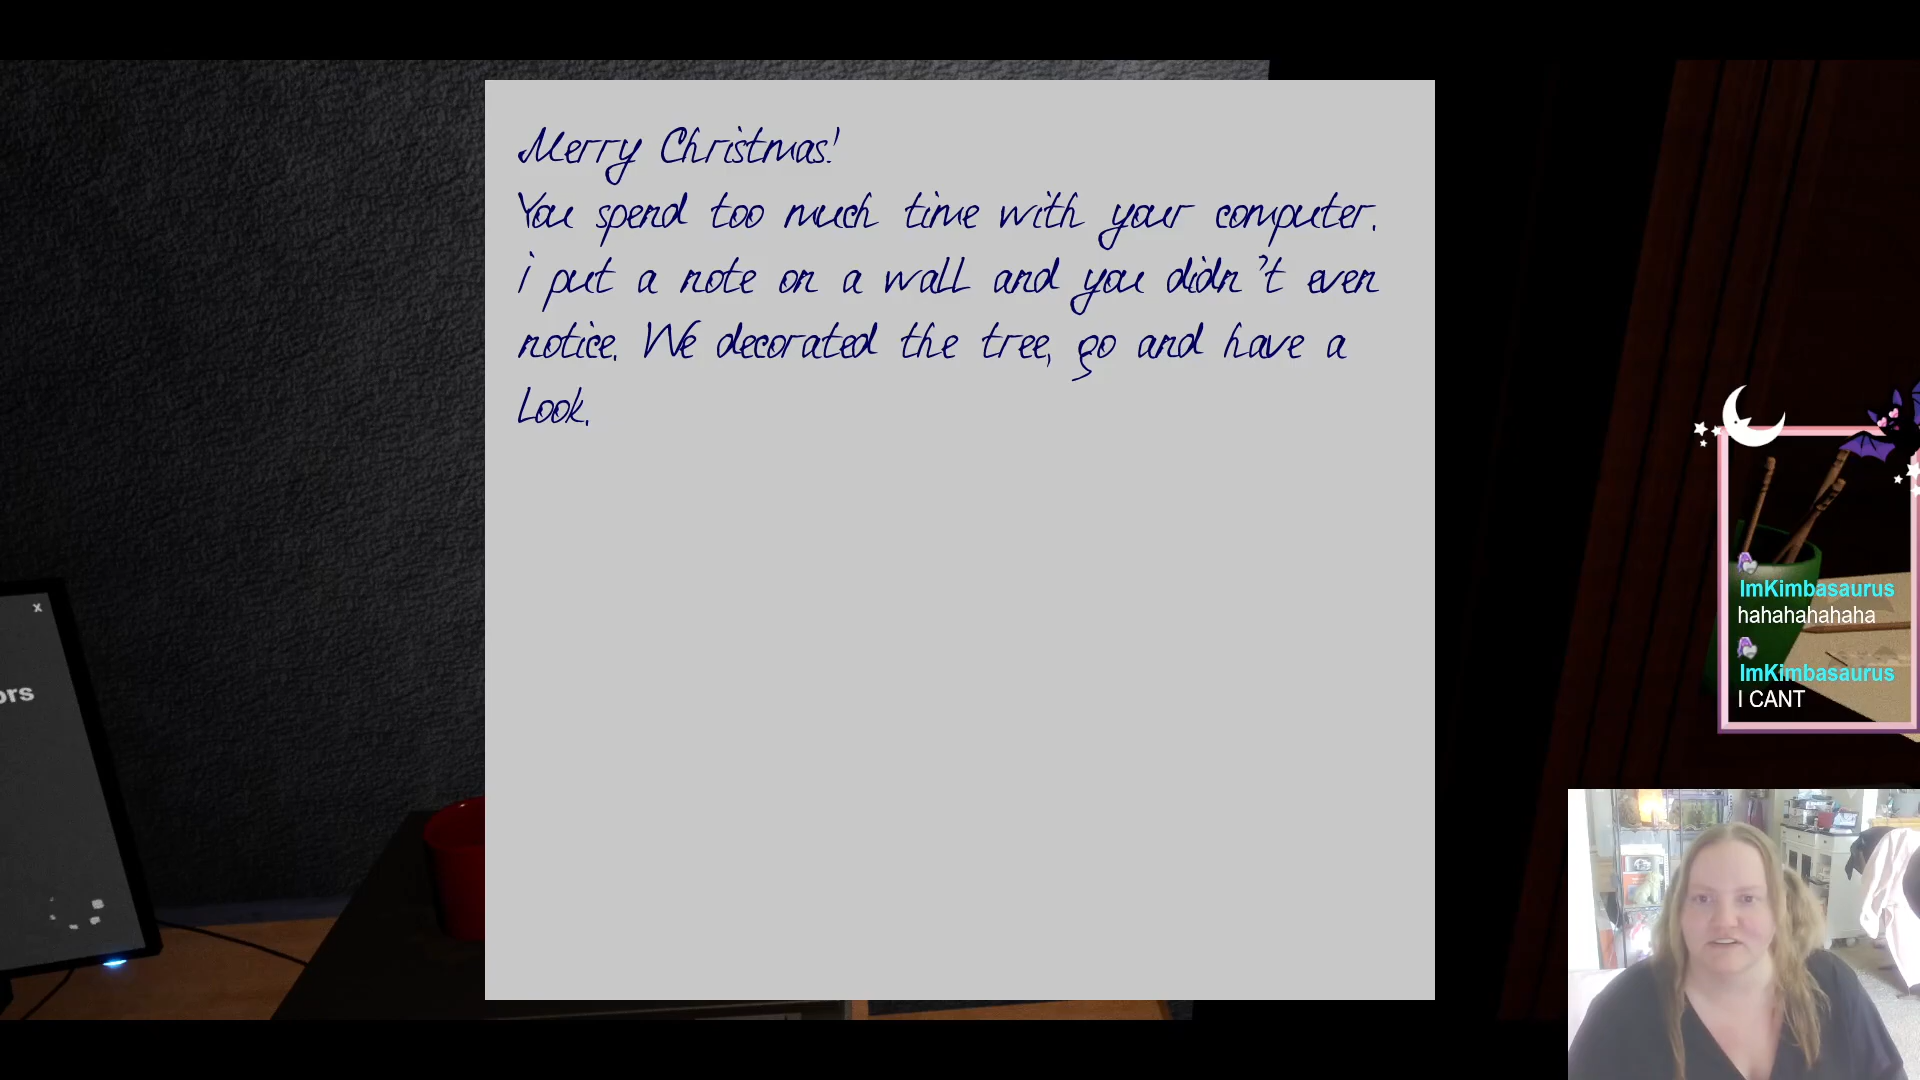 Merry Christmas!
You spend too much time with your computer.
i put a note on a wall and you didn't even
notice. We decorated the tree, go and have a
Look.
x
ors
ImKimbasaurus
hahahahahaha
ImKimbasaurus
I CANT